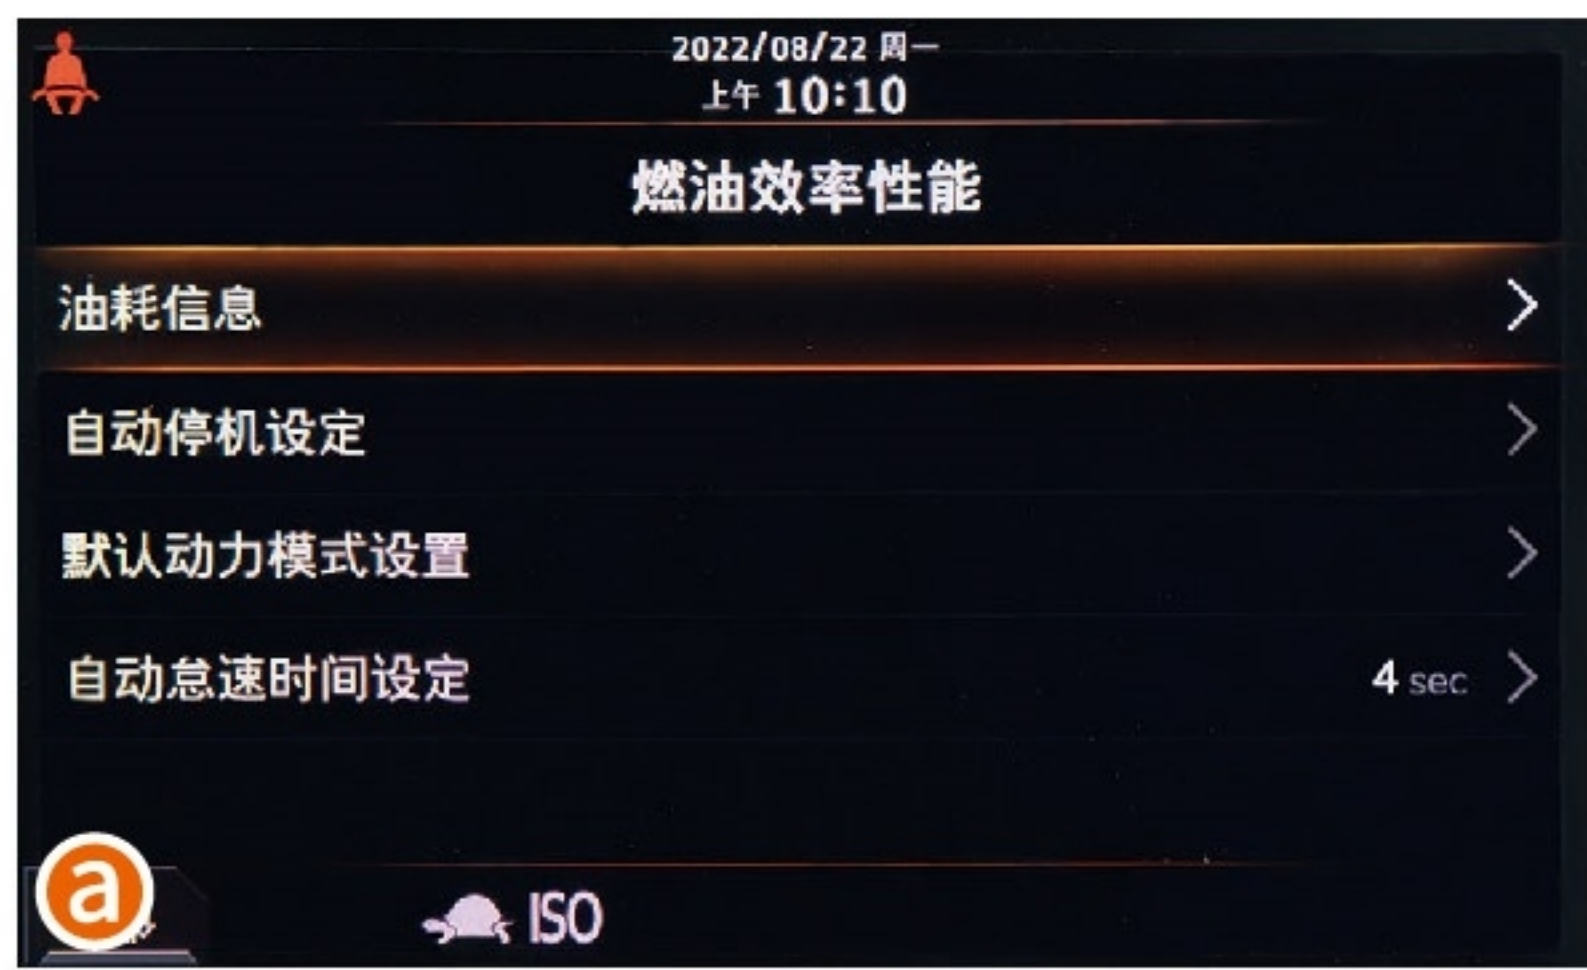 2022/08/22 周一
上午 10:10
燃油效率性能
油耗信息
自动停机设定
默认动力模式设置
自动怠速时间设定 4 sec
a
ISO